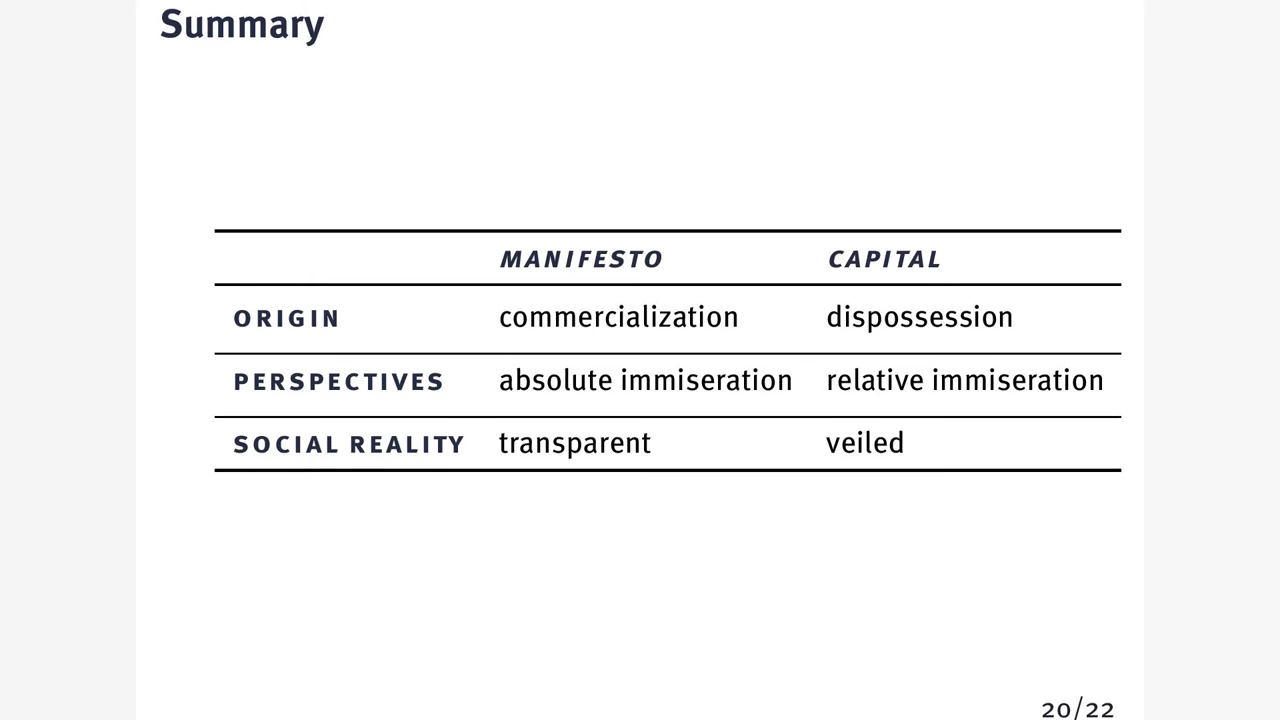 Summary
MANIFESTO CAPITAL
ORIGIN commercialization dispossession
PERSPECTIVES absolute immiseration relative immiseration
SOCIAL REALITY transparent veiled
20/22